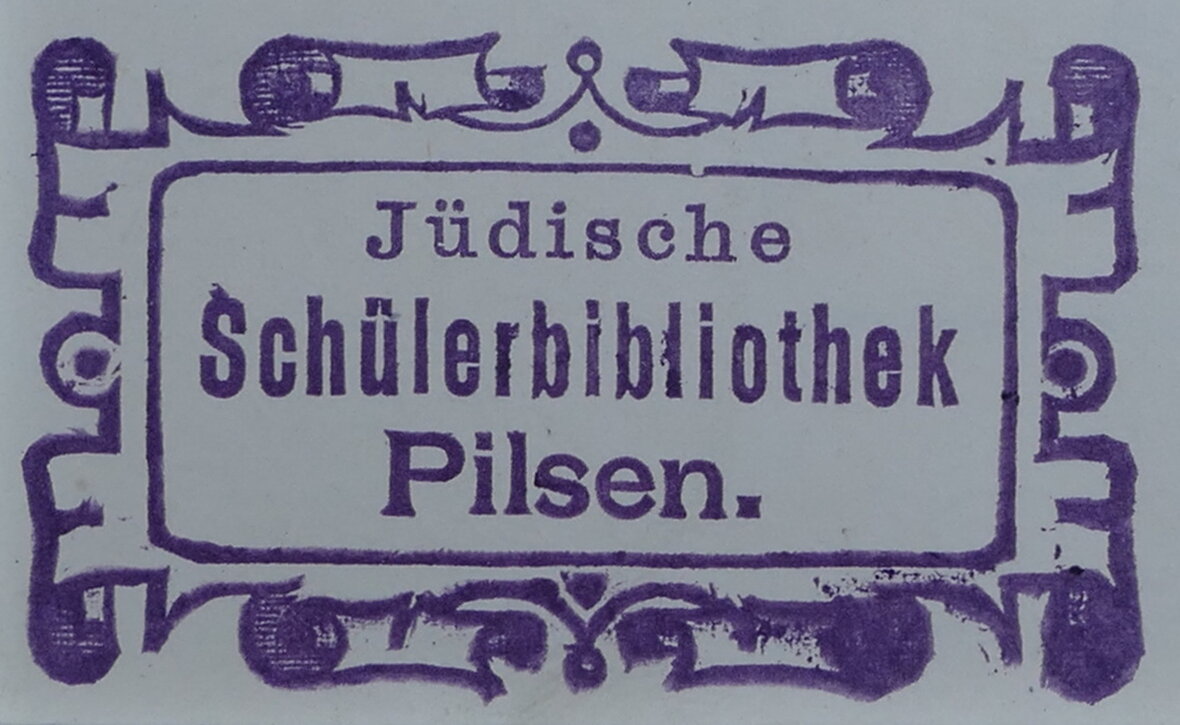 Jüdische
Schülerbibliothek
Pilsen.